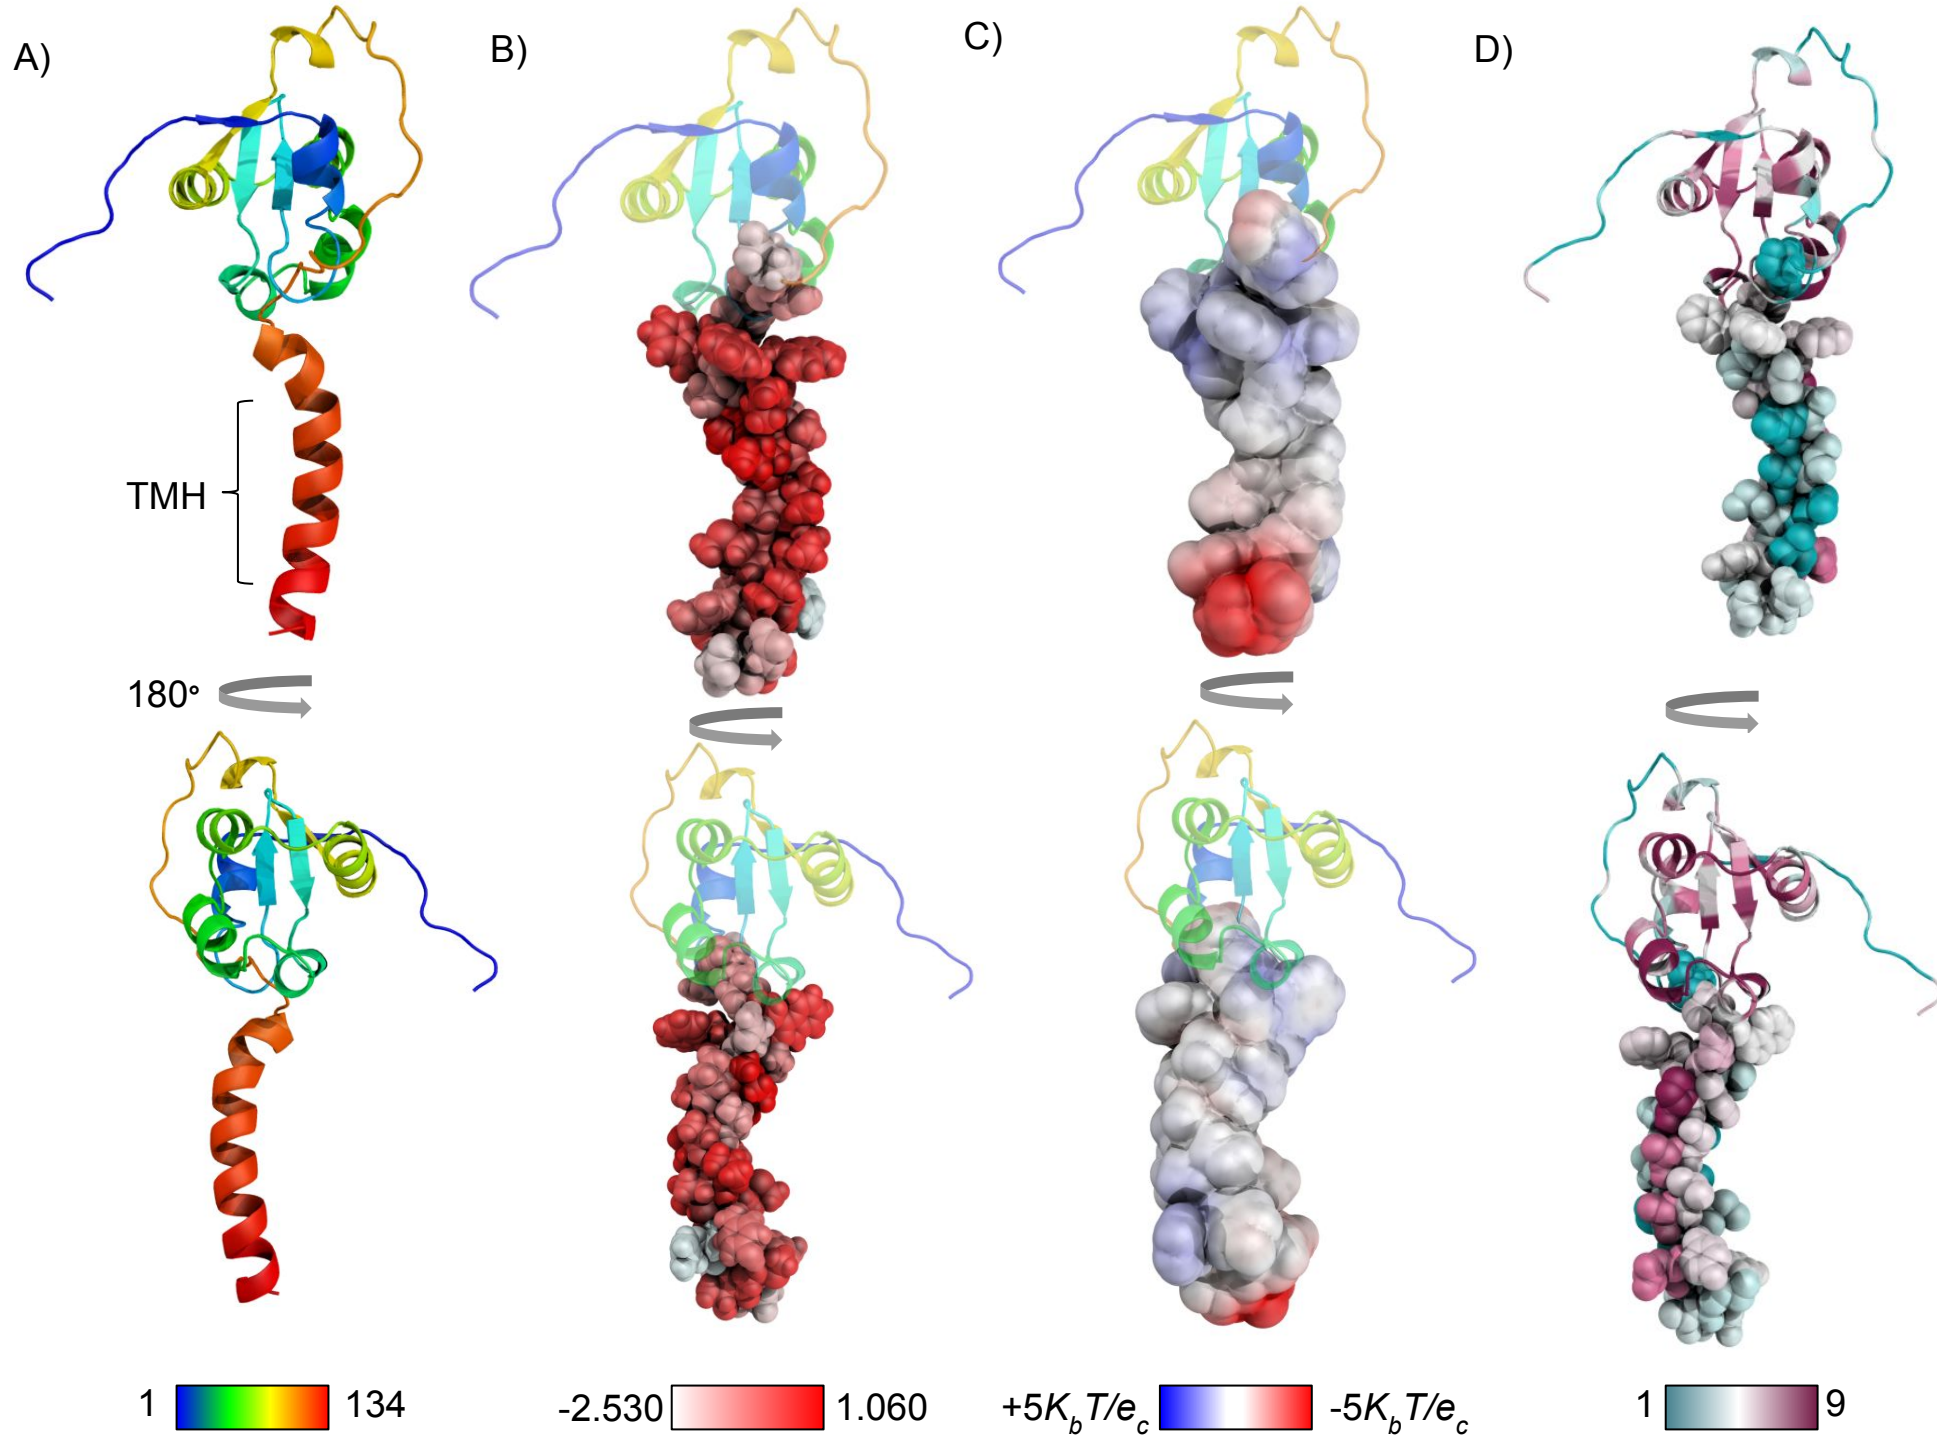 A)
B)
C)
D)
TMH
180°
1 134
-2.530 1.060
+5K_bT/e_c -5K_bT/e_c
1 9